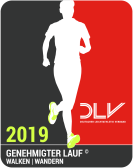 DLV
2019
GENEHMIGTER LAUF ©
WALKEN | WANDERN